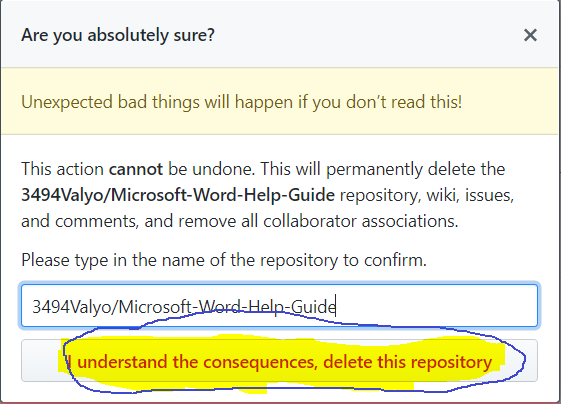 Are you absolutely sure?
Unexpected bad things will happen if you don't read this!
This action cannot be undone. This will permanently delete the
3494Valyo/Microsoft-Word-Help-Guide repository, wiki, issues,
and comments, and remove all collaborator associations.
Please type in the name of the repository to confirm.
3494Valyo/Microsoft-Word-Help-Guide
I understand the consequences, delete this repository